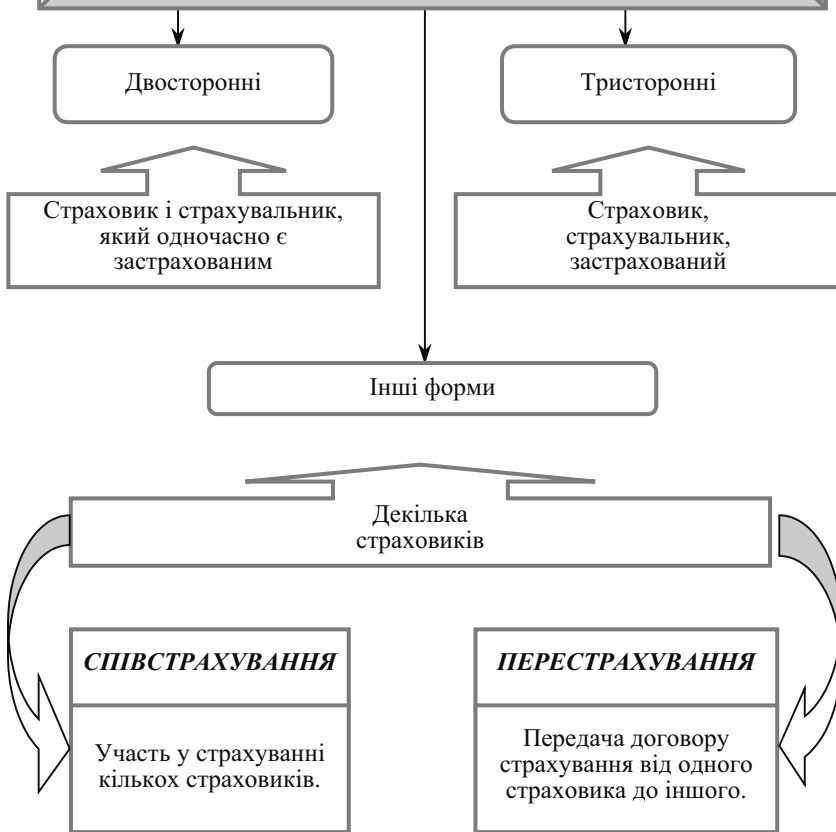 Двосторонні
Тристоронні
Страховик і страхувальник,
який одночасно є
застрахованим
Страховик,
страхувальник,
застрахований
Інші форми
Декілька
страховиків
СПІВСТРАХУВАННЯ
Участь у страхуванні
кількох страховиків.
ПЕРЕСТРАХУВАННЯ
Передача договору
страхування від одного
страховика до іншого.